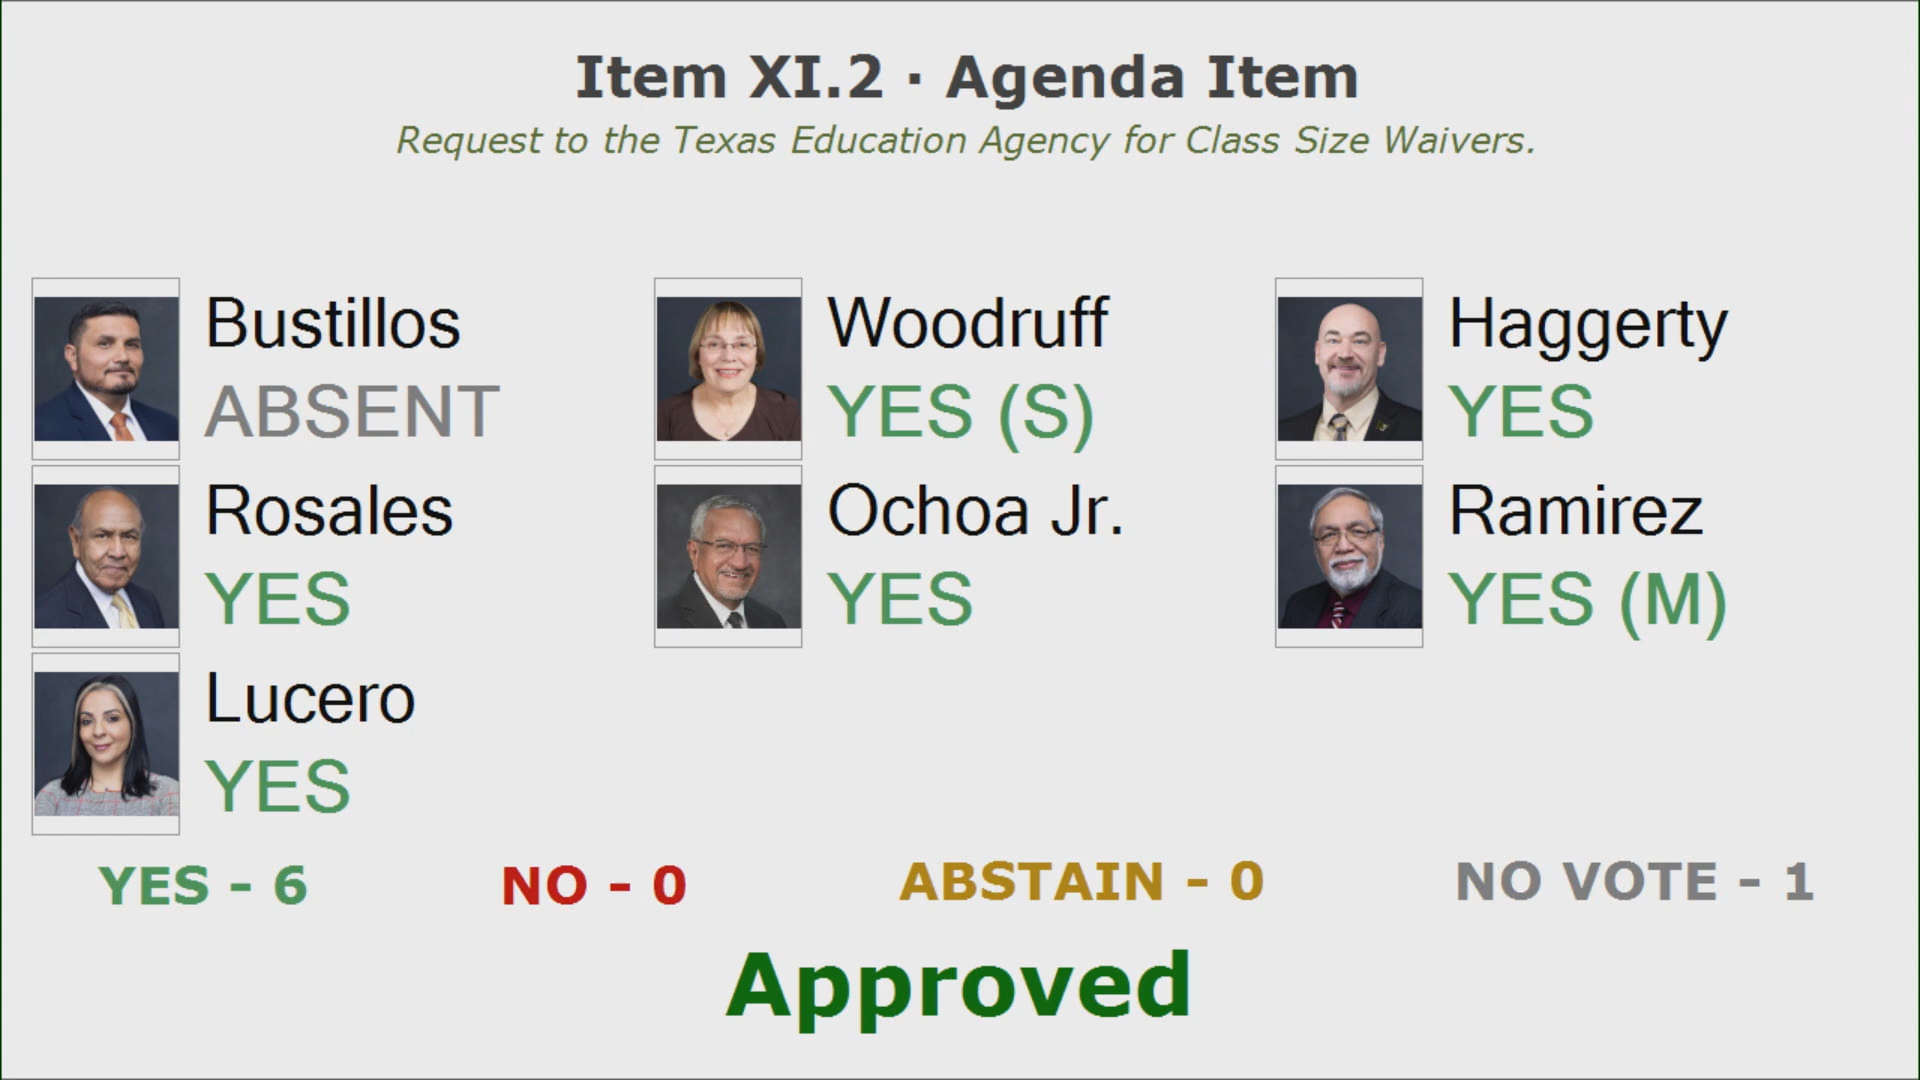 Item XI.2 · Agenda Item
Request to the Texas Education Agency for Class Size Waivers.
Bustillos
ABSENT
Woodruff
YES (S)
Haggerty
YES
Rosales
YES
Ochoa Jr.
YES
Ramirez
YES (M)
Lucero
YES
YES - 6
NO - 0
ABSTAIN - 0
NO VOTE - 1
Approved